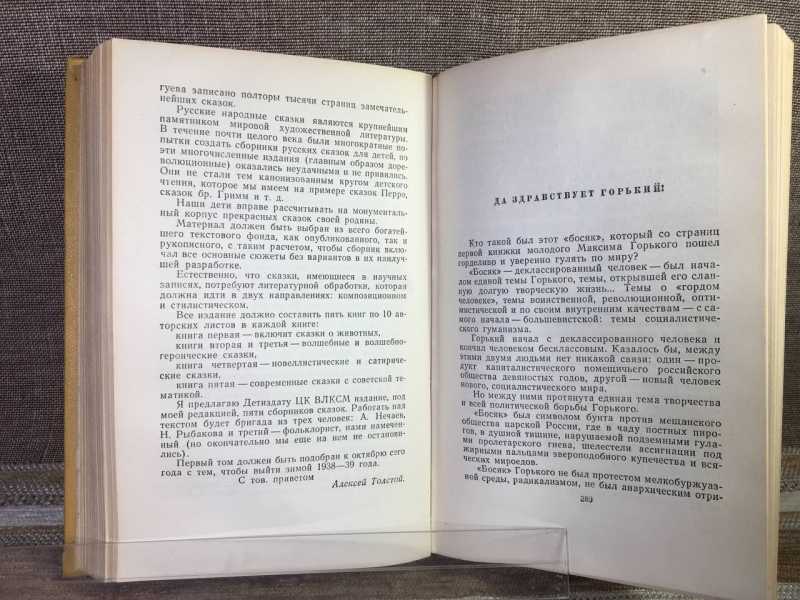 гуева записано полторы тысячи страниц замечатель-
нейших сказок.
Русские народные сказки являются крупнейшим
памятником мировой художественной литературы.
В течение почти целого века были многократные по-
пытки создать сборники русских сказок для детей, но
эти многочисленные издания (главным образом доре-
волюционные) оказались неудачными и не привились.
Они не стали тем канонизованным кругом детского
чтения, которое мы имеем на примере сказок Перро,
сказок бр. Гримм и т. д.
Наши дети вправе рассчитывать на монументаль-
ный корпус прекрасных сказок своей родины.
Материал должен быть выбран из всего богатей-
шего текстового фонда, как опубликованного, так и
рукописного, с таким расчетом, чтобы сборник вклю-
чал все основные сюжеты без вариантов в их наилуч-
шей разработке.
Естественно, что сказки, имеющиеся в научных
записях, потребуют литературной обработки, которая
должна идти в двух направлениях: композиционном
и стилистическом.
Все издание должно составить пять книг по 10 ав-
торских листов в каждой книге:
книга первая — включит сказки о животных,
книги вторая и третья — волшебные и волшебно-
героические сказки,
книга четвертая — новеллистические и сатириче-
ские сказки,
книга пятая — современные сказки с советской те-
матикой.
Я предлагаю Детиздату ЦК ВЛКСМ издание, под
моей редакцией, пяти сборников сказок. Работать над
текстом будет бригада из трех человек: А. Нечаев,
Н. Рыбакова и третий — фольклорист, нами намечен-
ный (но окончательно мы еще на нем не останови-
лись).
Первый том должен быть подобран к октябрю сего
года с тем, чтобы выйти зимой 1938—39 года.
С тов. приветом
Алексей Толстой.
ДА ЗДРАВСТВУЕТ ГОРЬКИЙ!
Кто такой был этот «босяк», который со страниц
первой книжки молодого Максима Горького пошел
горделиво и уверенно гулять по миру?
«Босяк» — деклассированный человек — был нача-
лом единой темы Горького, темы, открывшей его слав-
ную долгую творческую жизнь... Темы о «гордом
человеке», темы воинственной, революционной, опти-
мистической и по своим внутренним качествам — с са-
мого начала — большевистской: темы социалистиче-
ского гуманизма.
Горький начал с деклассированного человека и
кончил человеком бесклассовым. Казалось бы, между
этими двумя людьми нет никакой связи: один — про-
дукт капиталистического помещичьего российского
общества девяностых годов, другой — новый человек
нового, социалистического мира.
Но между ними протянута единая тема творчества
и всей политической борьбы Горького.
«Босяк» был символом бунта против мещанского
общества царской России, где в чаду постных пиро-
гов, в душной тишине, нарушаемой подземными гула-
ми пролетарского гнева, шелестели ассигнации под
жирными пальцами звероподобного купечества и вся-
ческих мироедов.
«Босяк» Горького не был протестом мелкобуржуаз-
ной среды, радикализмом, не был анархическим отри-
289